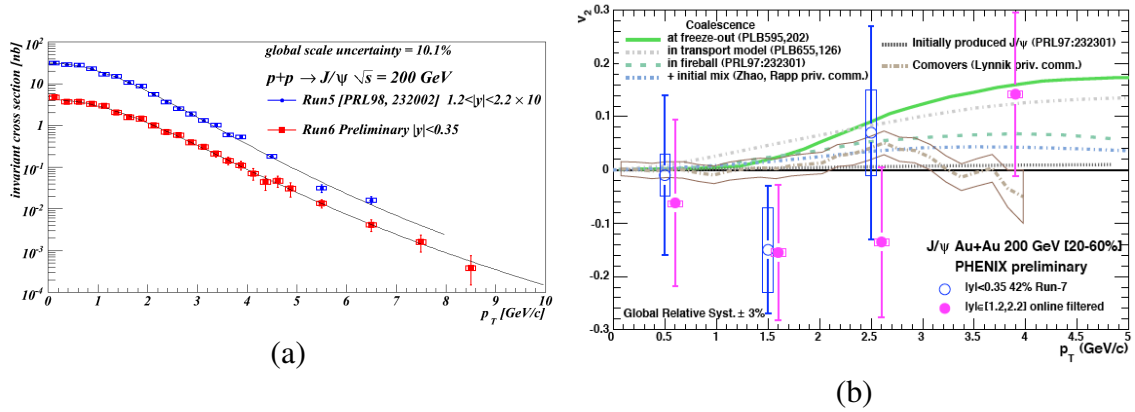 global scale uncertainty = 10.1%
p+p → J/ψ √s = 200 GeV
Run5 [PRL98, 232002] 1.2<|y|<2.2 × 10
Run6 Preliminary |y|<0.35
invariant cross section [nb]
10²
10
1
10⁻¹
10⁻²
10⁻³
10⁻⁴
0 1 2 3 4 5 6 7 8 9 10
p_T [GeV/c]
(a)
v₂
0.3
0.2
0.1
0
-0.1
-0.2
-0.3
Coalescence
at freeze-out (PLB595,202)
in transport model (PLB655,126)
in fireball (PRL97:232301)
+ initial mix (Zhao, Rapp priv. comm.)
Initially produced J/ψ (PRL97:232301)
Comovers (Lynnik priv. comm.)
J/ψ Au+Au 200 GeV [20-60%]
PHENIX preliminary
|y|<0.35 42% Run-7
|y|∈[1.2,2.2] online filtered
Global Relative Syst. ± 3%
0 0.5 1 1.5 2 2.5 3 3.5 4 4.5 5
p_T (GeV/c)
(b)